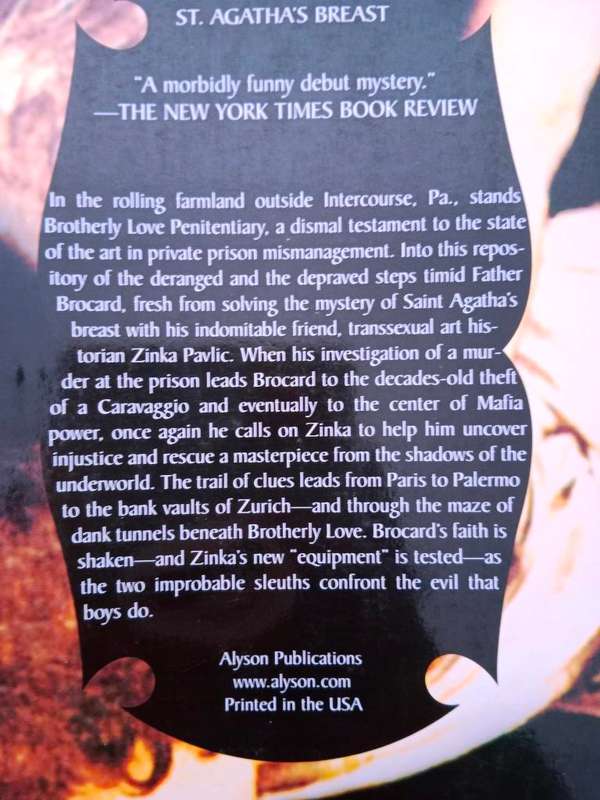 ST. AGATHA'S BREAST
"A morbidly funny debut mystery."
—THE NEW YORK TIMES BOOK REVIEW
In the rolling farmland outside Intercourse, Pa., stands
Brotherly Love Penitentiary, a dismal testament to the state
of the art in private prison mismanagement. Into this repos-
itory of the deranged and the depraved steps timid Father
Brocard, fresh from solving the mystery of Saint Agatha's
breast with his indomitable friend, transsexual art his-
torian Zinka Pavlic. When his investigation of a mur-
der at the prison leads Brocard to the decades-old theft
of a Caravaggio and eventually to the center of Mafia
power, once again he calls on Zinka to help him uncover
injustice and rescue a masterpiece from the shadows of the
underworld. The trail of clues leads from Paris to Palermo
to the bank vaults of Zurich—and through the maze of
dank tunnels beneath Brotherly Love. Brocard's faith is
shaken—and Zinka's new "equipment" is tested—as
the two improbable sleuths confront the evil that
boys do.
Alyson Publications
www.alyson.com
Printed in the USA